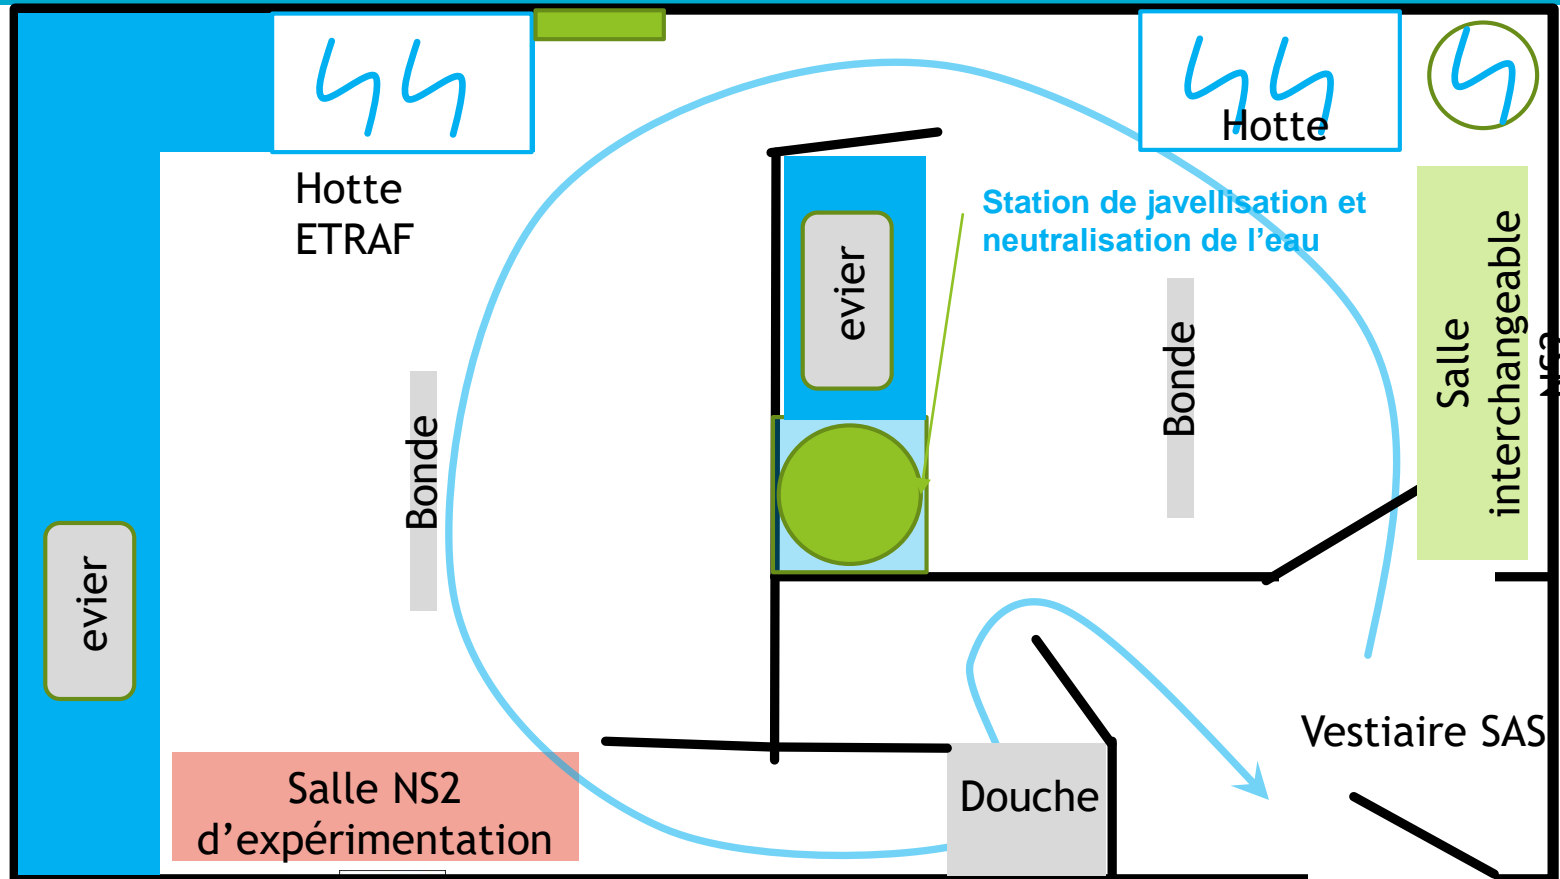 Hotte
Hotte
ETRAF
Station de javellisation et
neutralisation de l’eau
evier
Salle
interchangeable
Bonde
Bonde
evier
Vestiaire SAS
Salle NS2
d’expérimentation
Douche